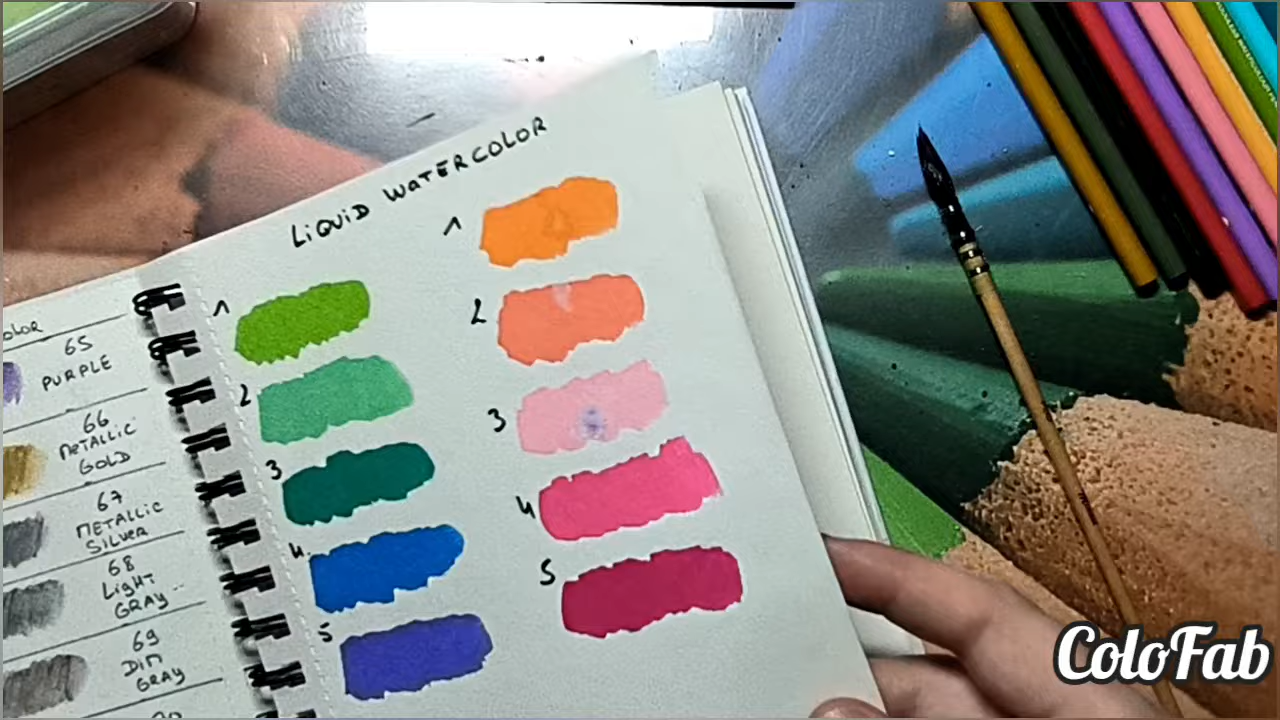 LiQUiD WaTERCOLOR
1
2
3
4.
5
1
2
3
4
5
OLOR
65
PURPLE
66
METALLiC
GOLD
67
METALLiC
SILVER
68
LiGHT
GRAY
69
DiM
GRAY
ColoFab